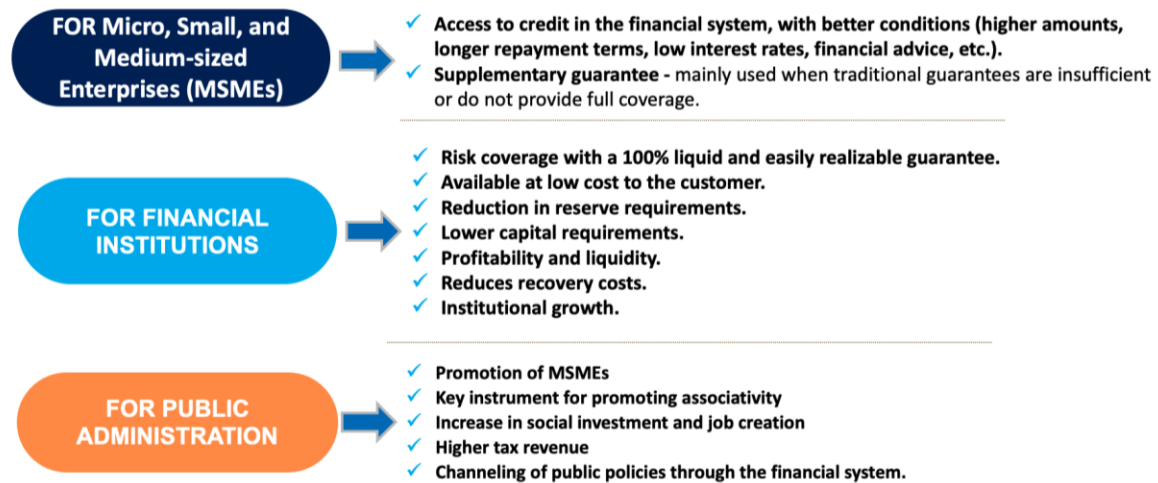 FOR Micro, Small, and
Medium-sized
Enterprises (MSMEs)
✓ Access to credit in the financial system, with better conditions (higher amounts,
longer repayment terms, low interest rates, financial advice, etc.).
✓ Supplementary guarantee - mainly used when traditional guarantees are insufficient
or do not provide full coverage.
FOR FINANCIAL
INSTITUTIONS
✓ Risk coverage with a 100% liquid and easily realizable guarantee.
✓ Available at low cost to the customer.
✓ Reduction in reserve requirements.
✓ Lower capital requirements.
✓ Profitability and liquidity.
✓ Reduces recovery costs.
✓ Institutional growth.
FOR PUBLIC
ADMINISTRATION
✓ Promotion of MSMEs
✓ Key instrument for promoting associativity
✓ Increase in social investment and job creation
✓ Higher tax revenue
✓ Channeling of public policies through the financial system.